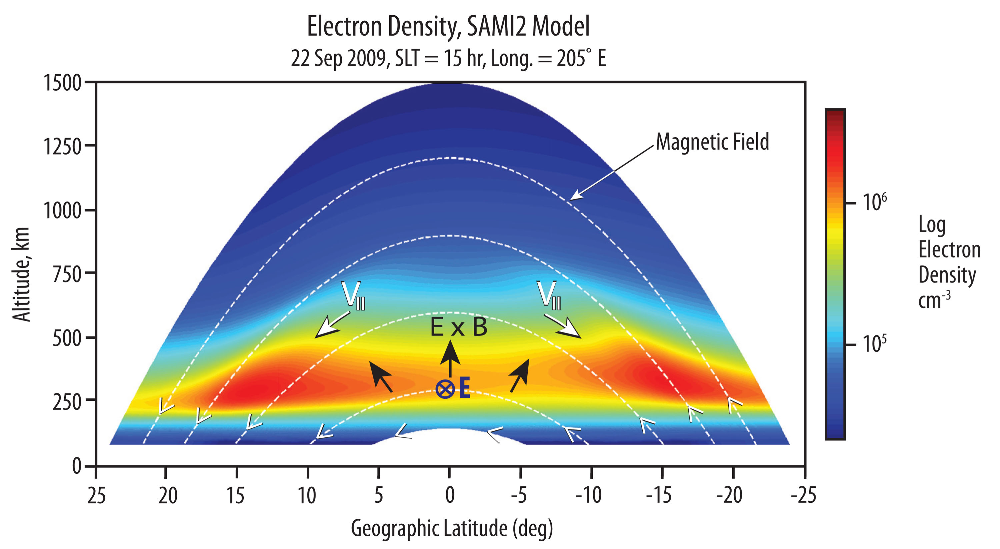 Electron Density, SAMI2 Model
22 Sep 2009, SLT = 15 hr, Long. = 205° E
1500
1250
1000
750
500
250
0
Altitude, km
Magnetic Field
V||
V||
E x B
E
25 20 15 10 5 0 -5 -10 -15 -20 -25
Geographic Latitude (deg)
10⁶
10⁵
Log
Electron
Density
cm⁻³